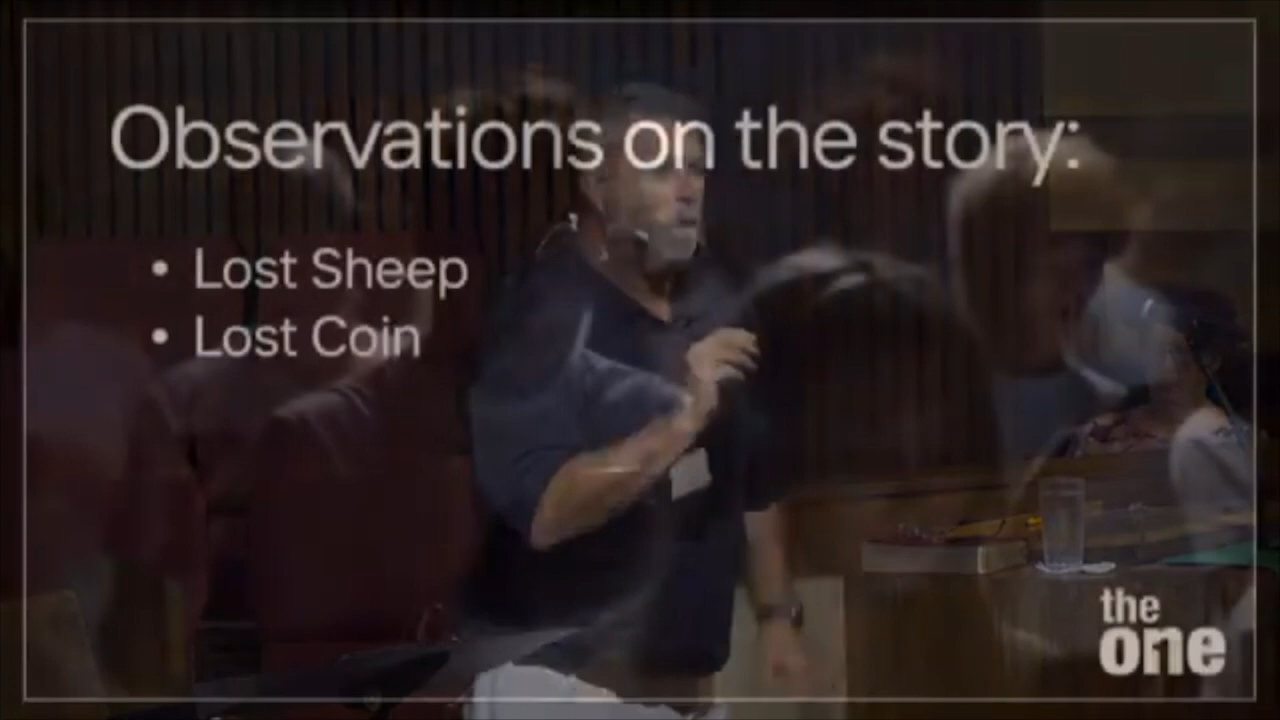 Observations on the story:
• Lost Sheep
• Lost Coin
the
one